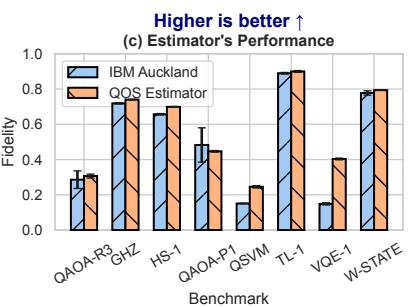 Higher is better ↑
(c) Estimator's Performance
1.0
0.8
0.6
0.4
0.2
0.0
Fidelity
IBM Auckland
QOS Estimator
QAOA-R3
GHZ
HS-1
QAOA-P1
QSVM
TL-1
VQE-1
W-STATE
Benchmark